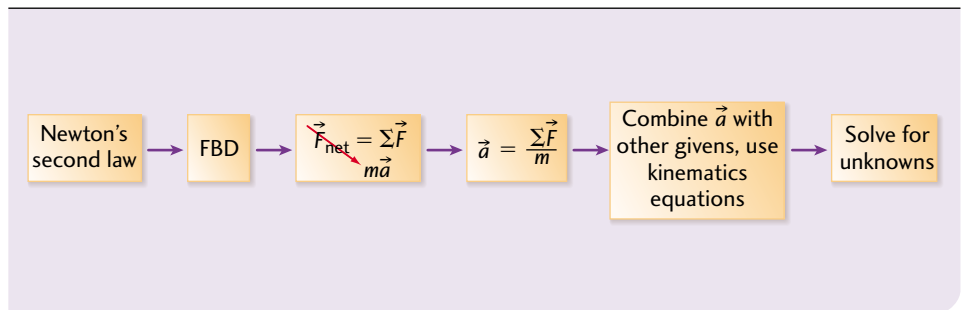 Newton's
second law
FBD
F⃗net = ΣF⃗
ma⃗
a⃗ = ΣF⃗/m
Combine a⃗ with
other givens, use
kinematics
equations
Solve for
unknowns